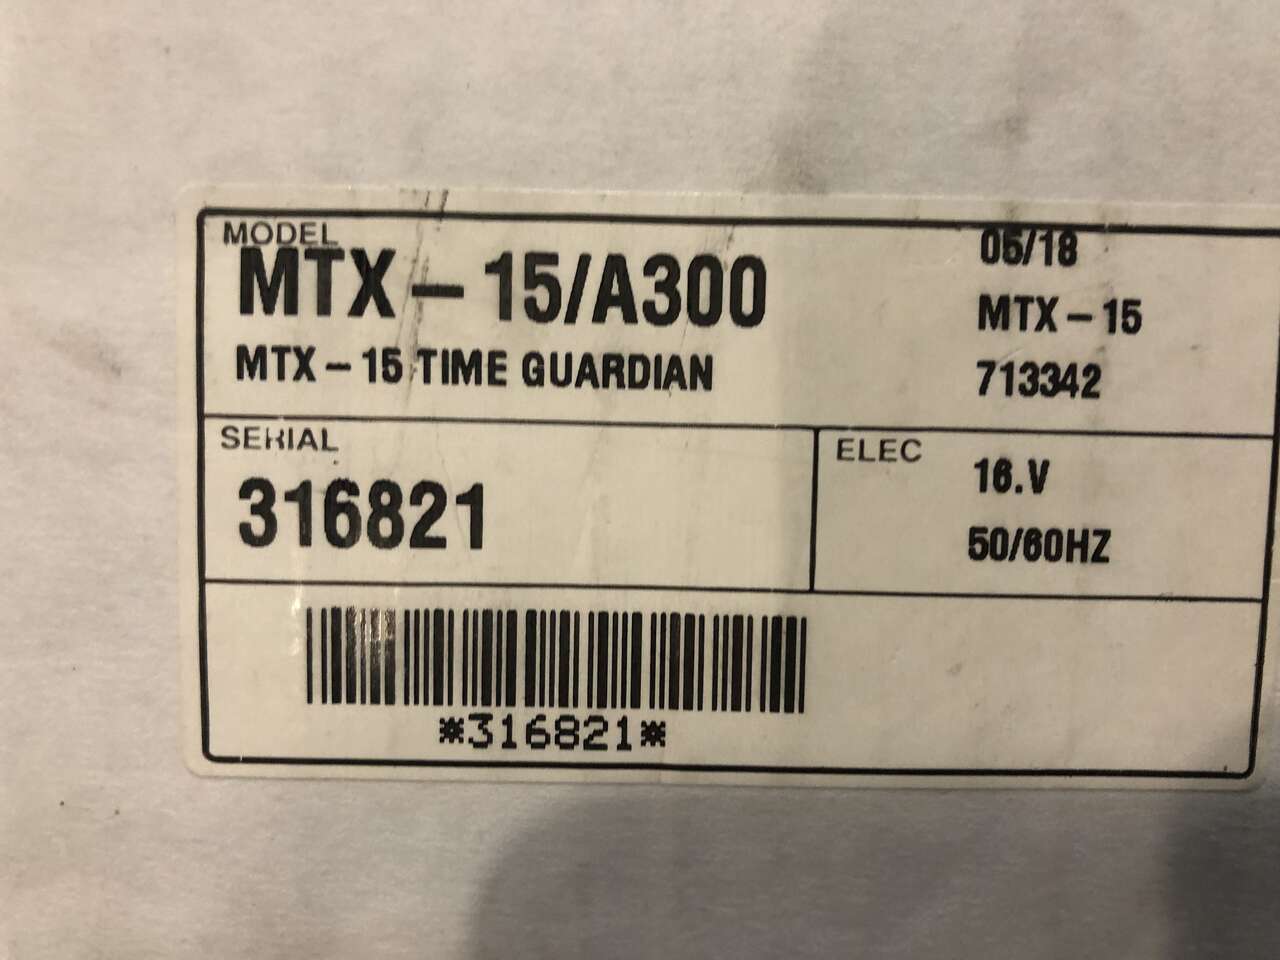 MODEL
MTX - 15/A300
MTX - 15 TIME GUARDIAN
05/18
MTX - 15
713342
SERIAL
316821
ELEC
16.V
50/60HZ
*316821*